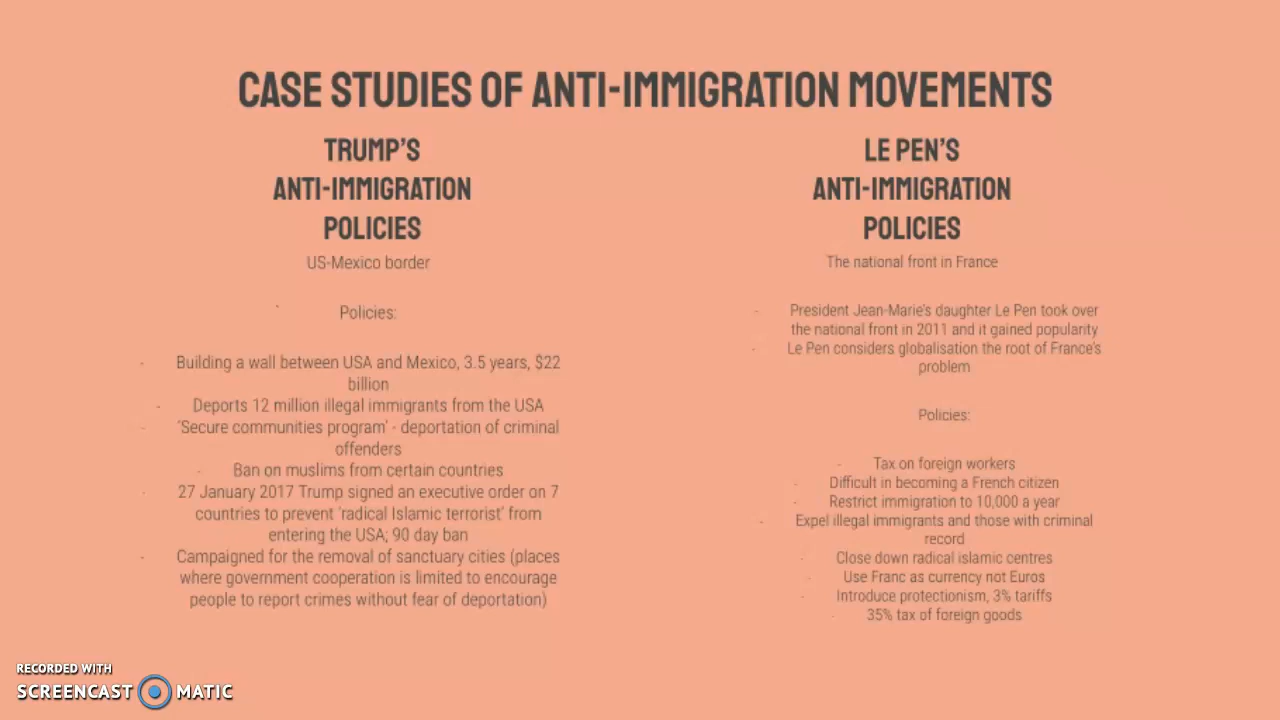 CASE STUDIES OF ANTI-IMMIGRATION MOVEMENTS
TRUMP'S
ANTI-IMMIGRATION
POLICIES
US-Mexico border
Policies:
- Building a wall between USA and Mexico, 3.5 years, $22
billion
- Deports 12 million illegal immigrants from the USA
- 'Secure communities program' - deportation of criminal
offenders
- Ban on muslims from certain countries
- 27 January 2017 Trump signed an executive order on 7
countries to prevent 'radical Islamic terrorist' from
entering the USA; 90 day ban
- Campaigned for the removal of sanctuary cities (places
where government cooperation is limited to encourage
people to report crimes without fear of deportation)
LE PEN'S
ANTI-IMMIGRATION
POLICIES
The national front in France
- President Jean-Marie's daughter Le Pen took over
the national front in 2011 and it gained popularity
- Le Pen considers globalisation the root of France's
problem
Policies:
- Tax on foreign workers
- Difficult in becoming a French citizen
- Restrict immigration to 10,000 a year
- Expel illegal immigrants and those with criminal
record
- Close down radical islamic centres
- Use Franc as currency not Euros
- Introduce protectionism, 3% tariffs
- 35% tax of foreign goods
RECORDED WITH
SCREENCAST MATIC